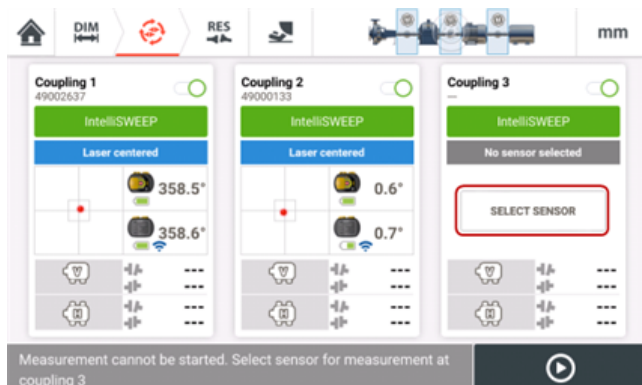 DIM
RES
mm
Coupling 1
49002637
IntelliSWEEP
Laser centered
358.5°
358.6°
V
---
---
H
---
---
Coupling 2
49000133
IntelliSWEEP
Laser centered
0.6°
0.7°
V
---
---
H
---
---
Coupling 3
—
IntelliSWEEP
No sensor selected
SELECT SENSOR
V
---
---
H
---
---
Measurement cannot be started. Select sensor for measurement at
coupling 3